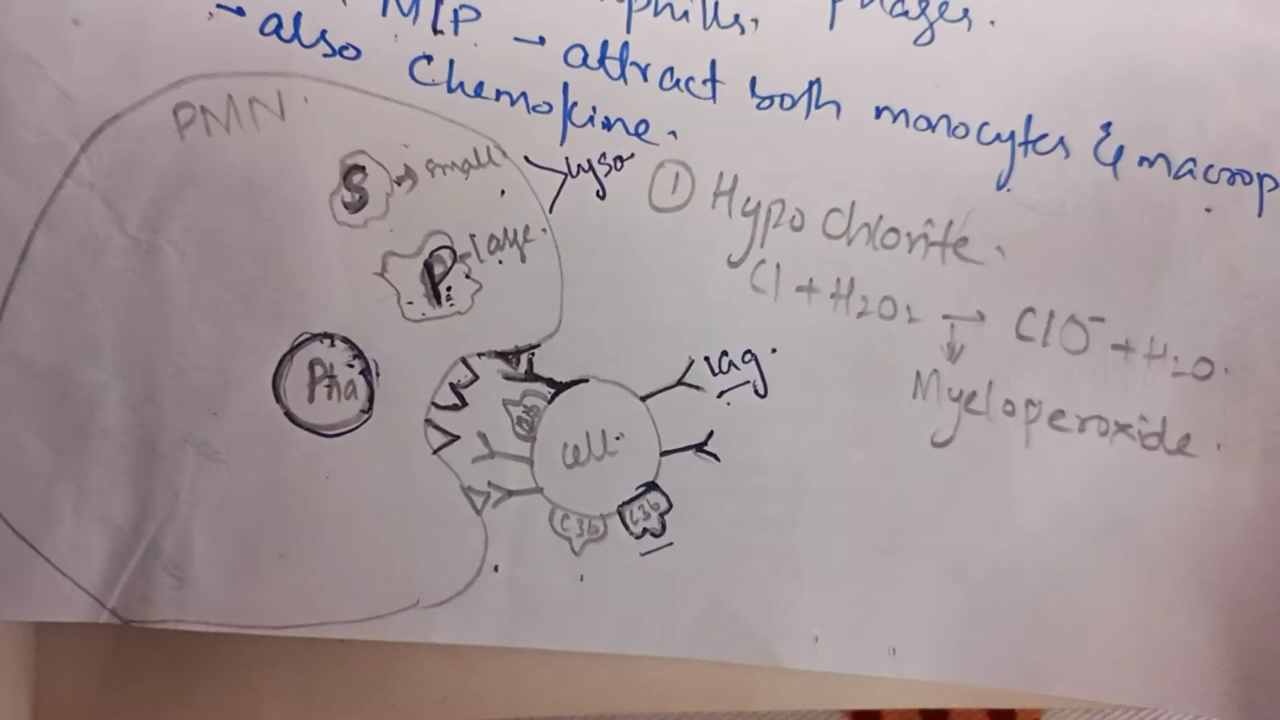 MIP → attract both monocytes & macrop
→ also Chemokine.
PMN.
S → small
lyso
P. large.
① Hypochlorite.
Cl + H2O2 → ClO⁻ + H2O.
↓
Myeloperoxide.
Pha
cell
C3b
C3b